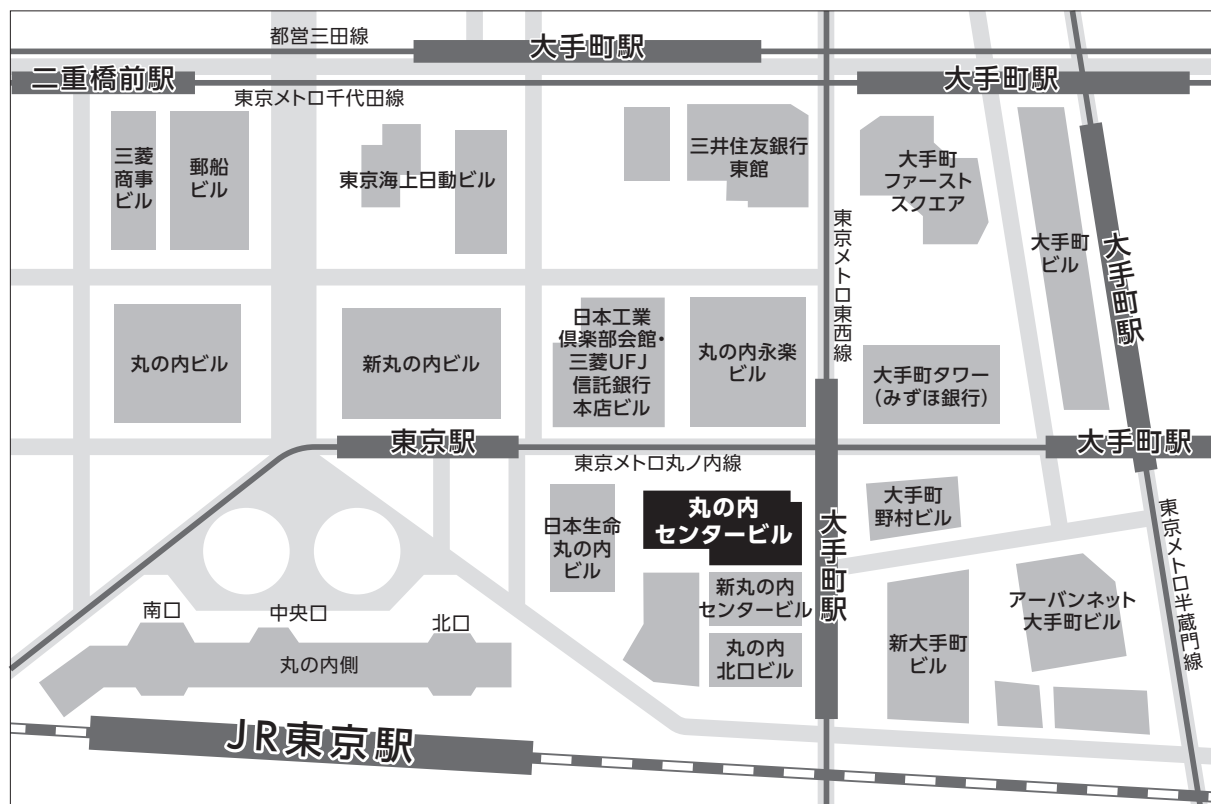 都営三田線
大手町駅
二重橋前駅
東京メトロ千代田線
大手町駅
三菱
商事
ビル
郵船
ビル
東京海上日動ビル
三井住友銀行
東館
大手町
ファースト
スクエア
大手町
ビル
大手町駅
東京メトロ東西線
丸の内ビル
新丸の内ビル
日本工業
倶楽部会館・
三菱UFJ
信託銀行
本店ビル
丸の内永楽
ビル
大手町タワー
(みずほ銀行)
東京駅
東京メトロ丸ノ内線
大手町駅
日本生命
丸の内
ビル
丸の内
センタービル
大手町駅
大手町
野村ビル
東京メトロ半蔵門線
新丸の内
センタービル
丸の内
北口ビル
新大手町
ビル
アーバンネット
大手町ビル
南口
中央口
北口
丸の内側
JR東京駅